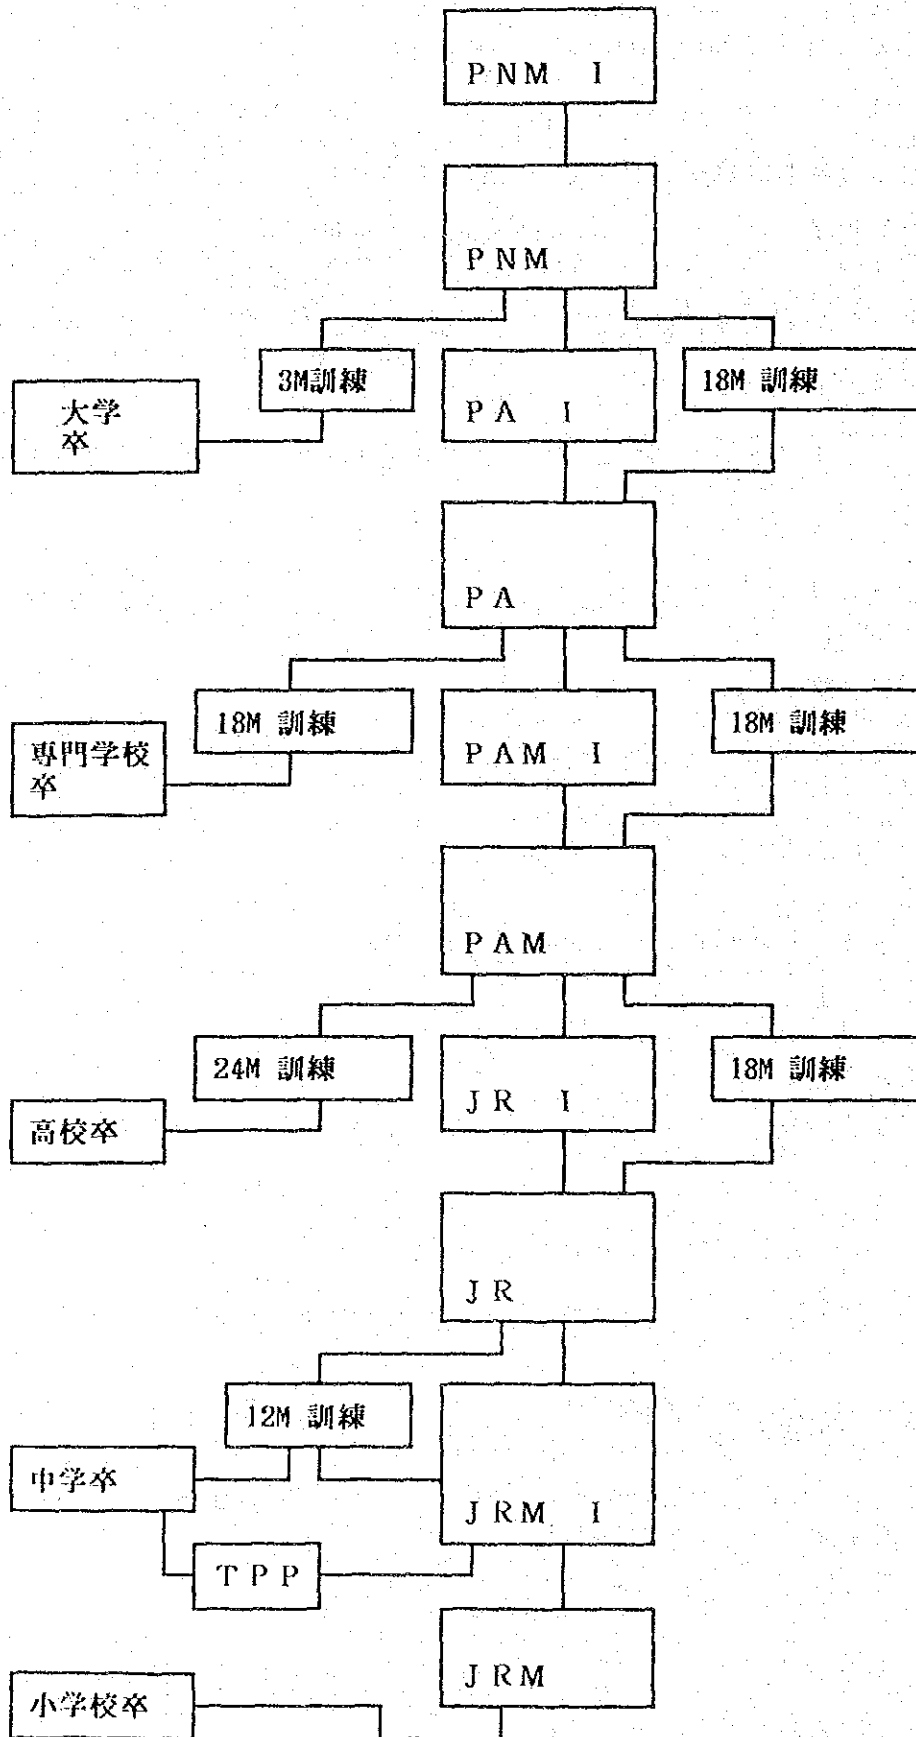 PNM I
PNM
3M訓練
PA I
18M 訓練
大学
卒
PA
18M 訓練
PAM I
18M 訓練
専門学校
卒
PAM
24M 訓練
JR I
18M 訓練
高校卒
JR
12M 訓練
中学卒
JRM I
TPP
JRM
小学校卒